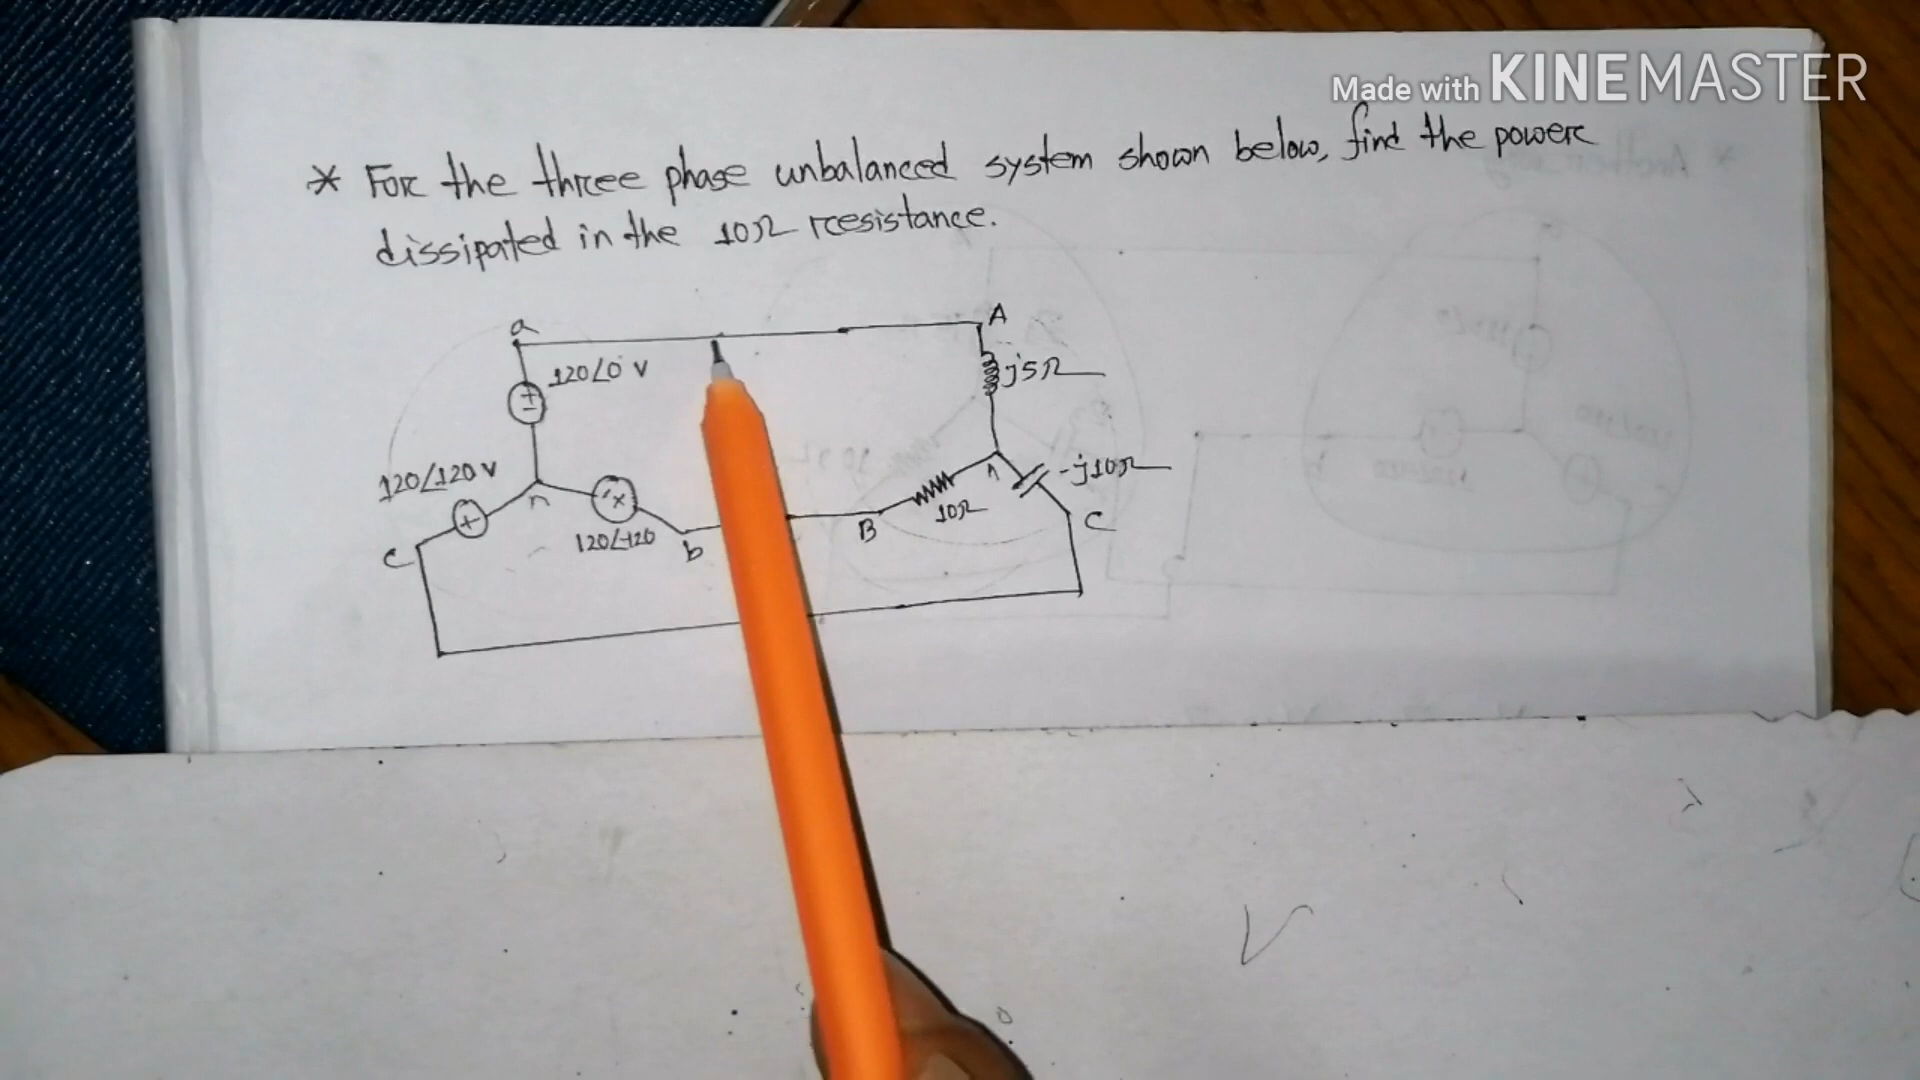 Made with KINEMASTER
* For the three phase unbalanced system shown below, find the power
dissipated in the 10Ω resistance.
a
A
120∠0° V
j5Ω
120∠120 V
n
-j10Ω
10Ω
120∠-120
b
B
c
C